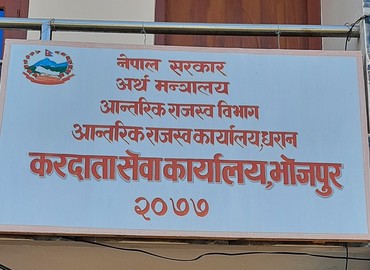 नेपाल सरकार
अर्थ मन्त्रालय
आन्तरिक राजस्व विभाग
आन्तरिक राजस्व कार्यालय,धरान
करदाता सेवा कार्यालय,भोजपुर
२०७७